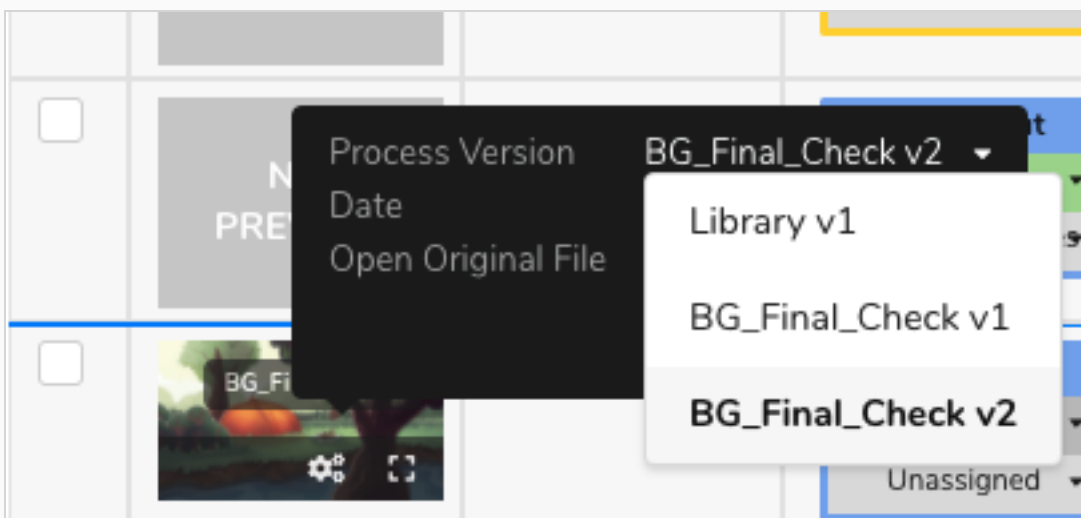 Process Version
BG_Final_Check v2
Date
Open Original File
Library v1
BG_Final_Check v1
BG_Final_Check v2
Unassigned